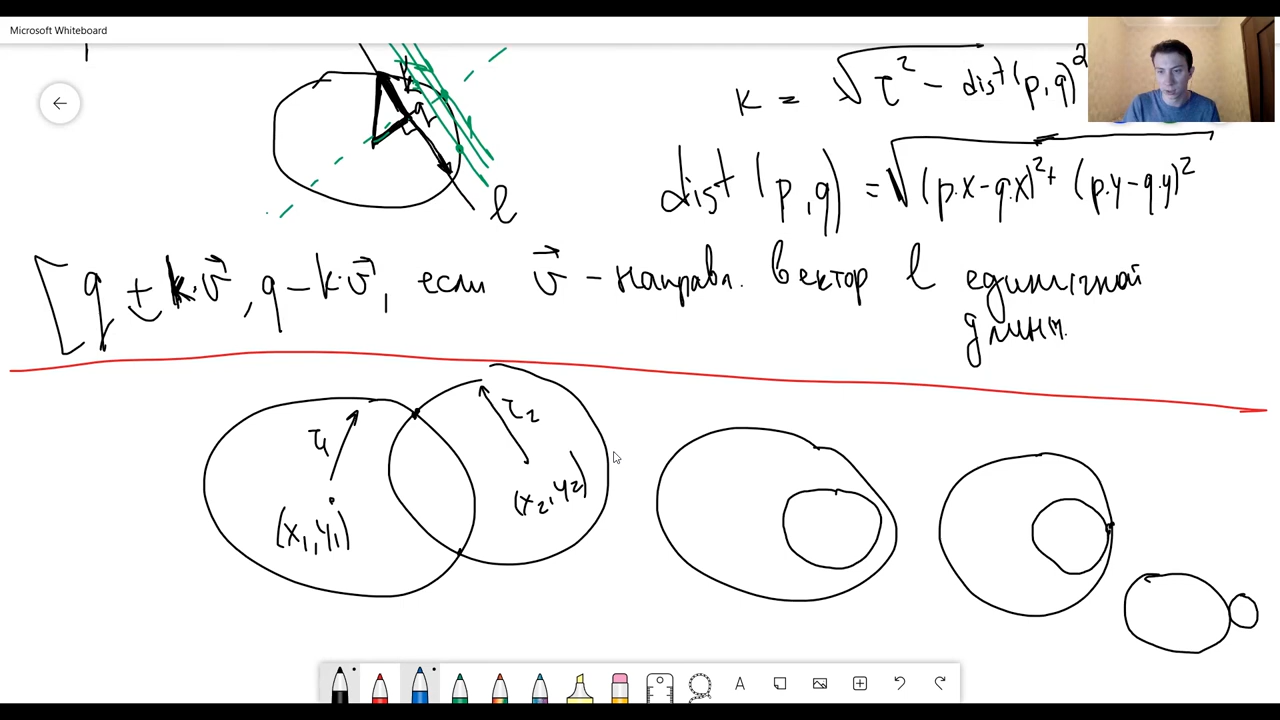 Microsoft Whiteboard
k = √(r² − dist(p,q)²
dist (p,q) = √((p.x−q.x)² + (p.y−q.y)²)
l
[q + k·v⃗, q − k·v⃗, если v⃗ − направл. вектор l единичной
длины.
r₁
r₂
(x₁,y₁)
(x₂,y₂)
A